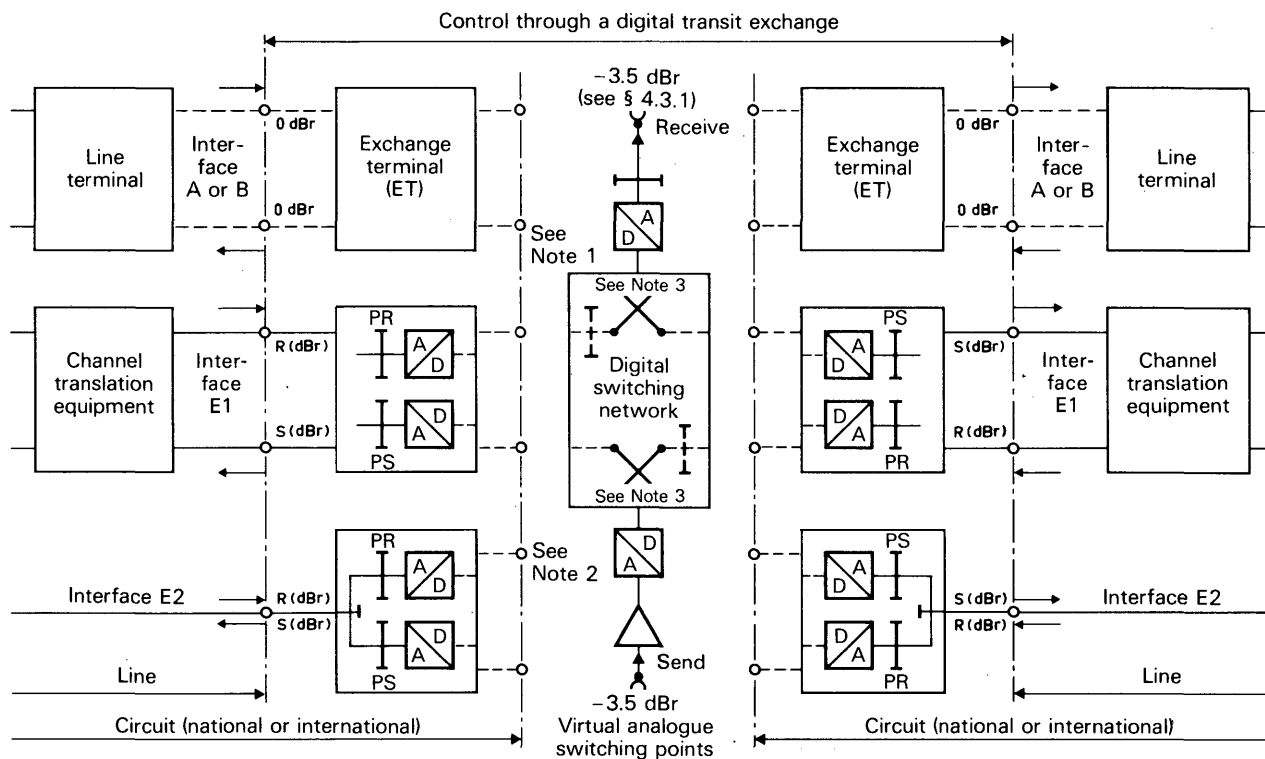 Control through a digital transit exchange
−3.5 dBr
(see § 4.3.1)
Receive
Line
terminal
Inter-
face
A or B
0 dBr
0 dBr
Exchange
terminal
(ET)
See
Note 1
A
D
Exchange
terminal
(ET)
0 dBr
0 dBr
Inter-
face
A or B
Line
terminal
Channel
translation
equipment
Inter-
face
E1
R(dBr)
S(dBr)
PR
A
D
D
A
PS
See Note 3
Digital
switching
network
See Note 3
PS
A
D
D
A
PR
S(dBr)
R(dBr)
Inter-
face
E1
Channel
translation
equipment
Interface E2
R(dBr)
S(dBr)
PR
A
D
D
A
PS
See
Note 2
D
A
Send
−3.5 dBr
Virtual analogue
switching points
PS
A
D
D
A
PR
S(dBr)
R(dBr)
Interface E2
Line
Line
Circuit (national or international)
Circuit (national or international)